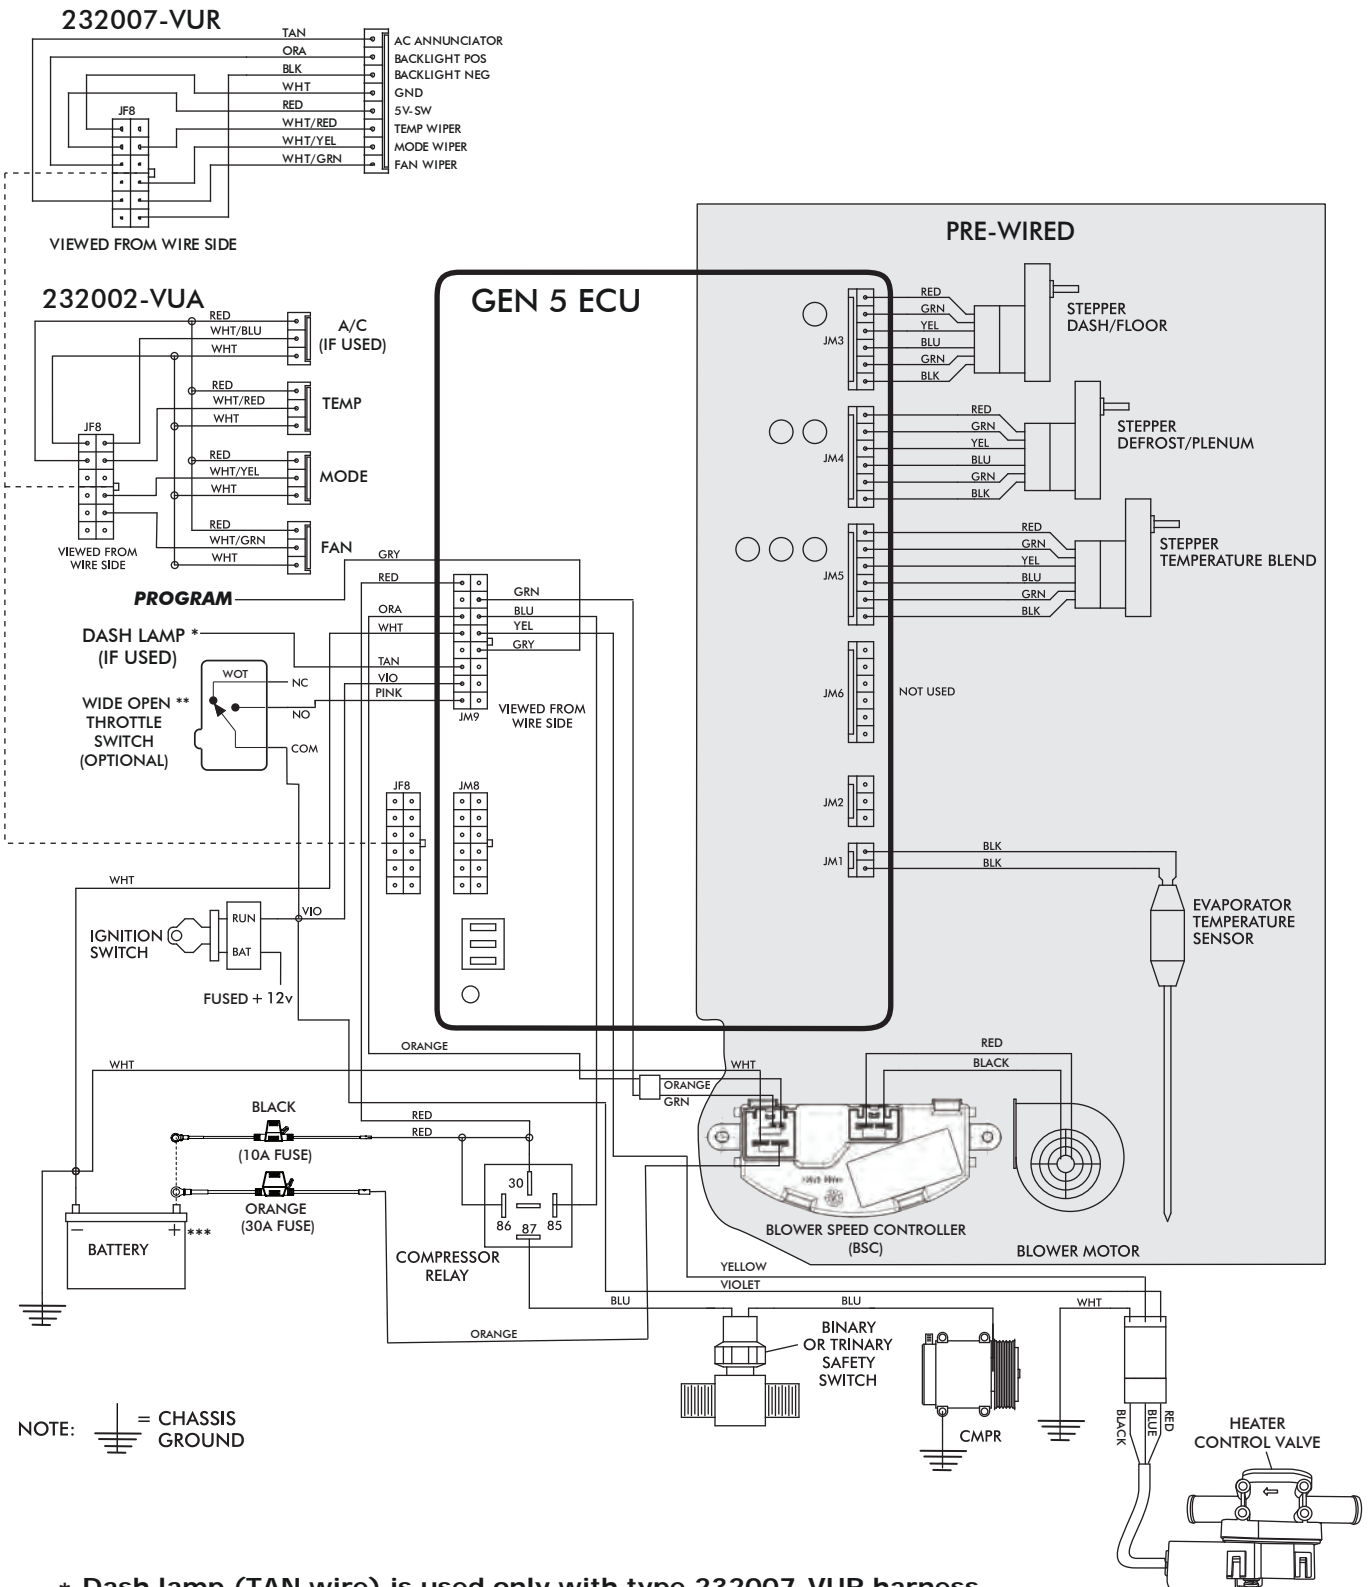 232007-VUR
TAN
ORA
BLK
WHT
RED
WHT/RED
WHT/YEL
WHT/GRN
AC ANNUNCIATOR
BACKLIGHT POS
BACKLIGHT NEG
GND
5V-SW
TEMP WIPER
MODE WIPER
FAN WIPER
JF8
VIEWED FROM WIRE SIDE
232002-VUA
RED
WHT/BLU
WHT
A/C
(IF USED)
RED
WHT/RED
WHT
TEMP
JF8
RED
WHT/YEL
WHT
MODE
RED
WHT/GRN
WHT
FAN
VIEWED FROM
WIRE SIDE
PROGRAM
DASH LAMP *
(IF USED)
WIDE OPEN **
THROTTLE
SWITCH
(OPTIONAL)
WOT
NC
NO
COM
GRY
RED
ORA
WHT
TAN
VIO
PINK
GRN
BLU
YEL
GRY
JM9
VIEWED FROM
WIRE SIDE
GEN 5 ECU
JF8
JM8
PRE-WIRED
JM3
RED
GRN
YEL
BLU
GRN
BLK
STEPPER
DASH/FLOOR
JM4
RED
GRN
YEL
BLU
GRN
BLK
STEPPER
DEFROST/PLENUM
JM5
RED
GRN
YEL
BLU
GRN
BLK
STEPPER
TEMPERATURE BLEND
JM6
NOT USED
JM2
JM1
BLK
BLK
EVAPORATOR
TEMPERATURE
SENSOR
WHT
IGNITION
SWITCH
RUN
BAT
VIO
FUSED + 12v
ORANGE
WHT
WHT
ORANGE
GRN
RED
BLACK
BLACK
(10A FUSE)
RED
RED
ORANGE
(30A FUSE)
− + ***
BATTERY
30
86
87
85
COMPRESSOR
RELAY
BLOWER SPEED CONTROLLER
(BSC)
BLOWER MOTOR
YELLOW
VIOLET
BLU
BLU
WHT
ORANGE
BINARY
OR TRINARY
SAFETY
SWITCH
CMPR
BLACK
BLUE
RED
HEATER
CONTROL VALVE
NOTE:
= CHASSIS
GROUND
* Dash lamp (TAN wire) is used only with type 232007-VUR harness